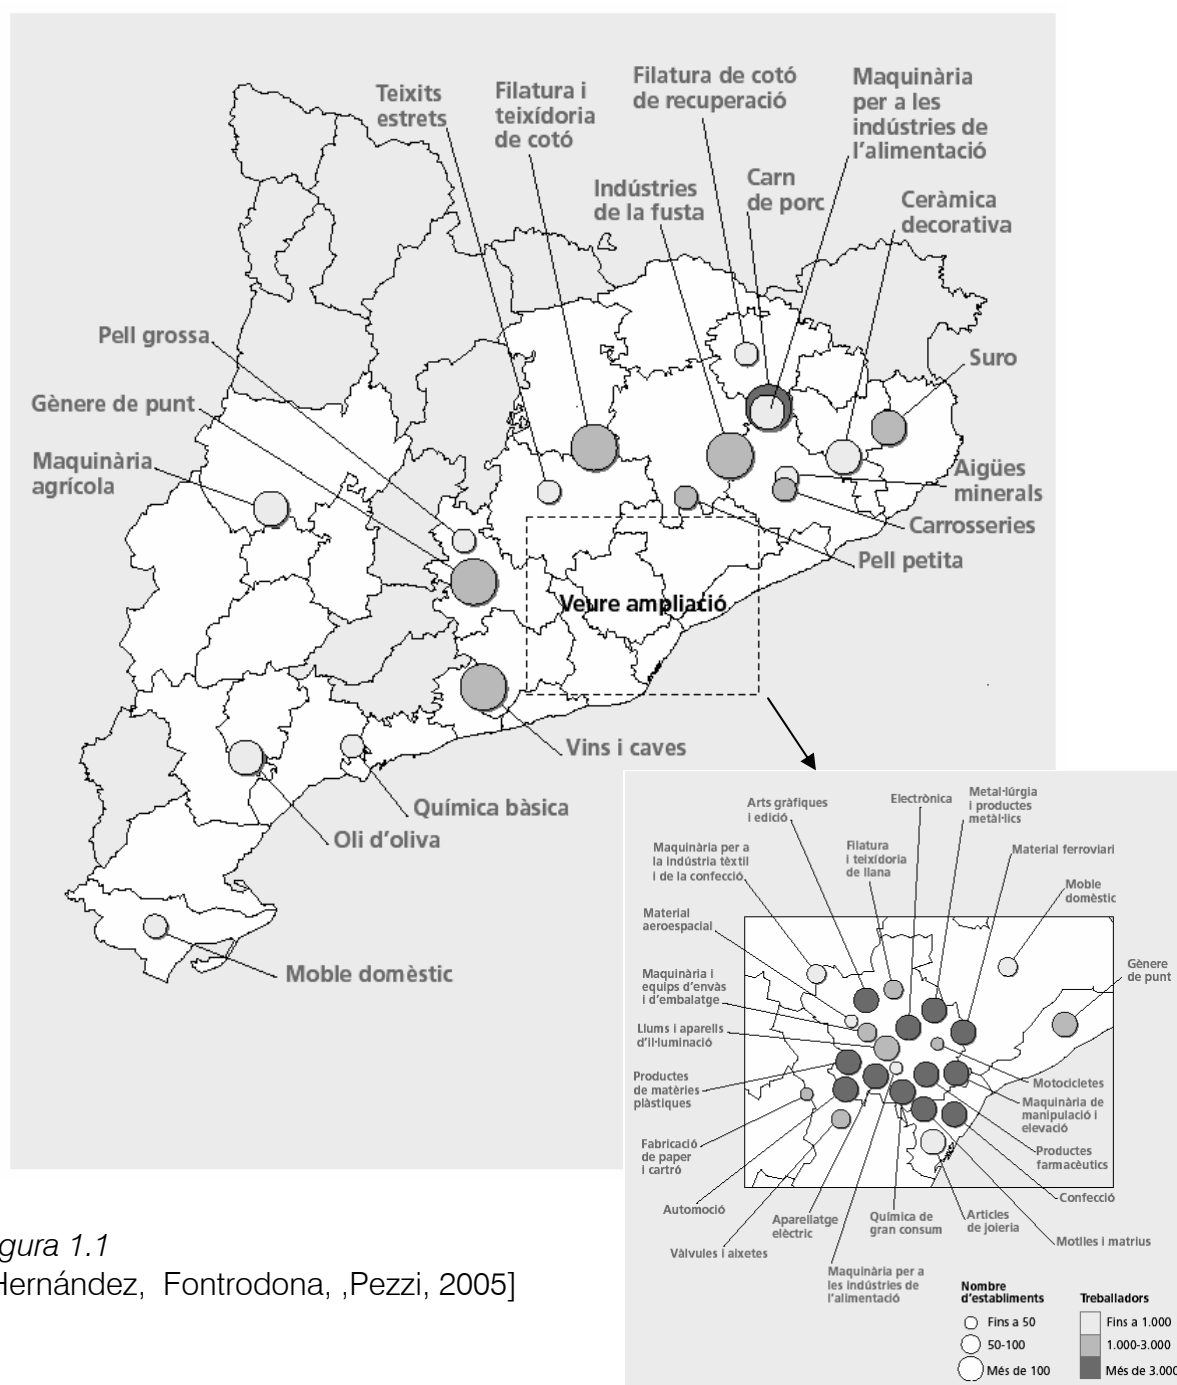 Teixits
estrets
Filatura i
teixídoria
de cotó
Filatura de cotó
de recuperació
Maquinària
per a les
indústries de
l'alimentació
Indústries
de la fusta
Carn
de porc
Ceràmica
decorativa
Pell grossa
Suro
Gènere de punt
Maquinària
agrícola
Aigües
minerals
Carrosseries
Pell petita
Veure ampliació
Vins i caves
Química bàsica
Oli d'oliva
Moble domèstic
Arts gràfiques
i edició
Electrònica
Metal·lúrgia
i productes
metàl·lics
Maquinària per a
la indústria tèxtil
i de la confecció
Filatura
i teixídoria
de llana
Material ferroviari
Moble
domèstic
Material
aeroespacial
Gènere
de punt
Maquinària i
equips d'envàs
i d'embalatge
Llums i aparells
d'il·luminació
Productes
de matèries
plàstiques
Motocicletes
Maquinària de
manipulació i
elevació
Fabricació
de paper
i cartró
Productes
farmacèutics
Confecció
Automoció
Aparellatge
elèctric
Química de
gran consum
Articles
de joieria
Motlles i matrius
Vàlvules i aixetes
Maquinària per a
les indústries de
l'alimentació
gura 1.1
Hernández, Fontrodona, ,Pezzi, 2005]
Nombre
d'establiments
Fins a 50
50-100
Més de 100
Treballadors
Fins a 1.000
1.000-3.000
Més de 3.000